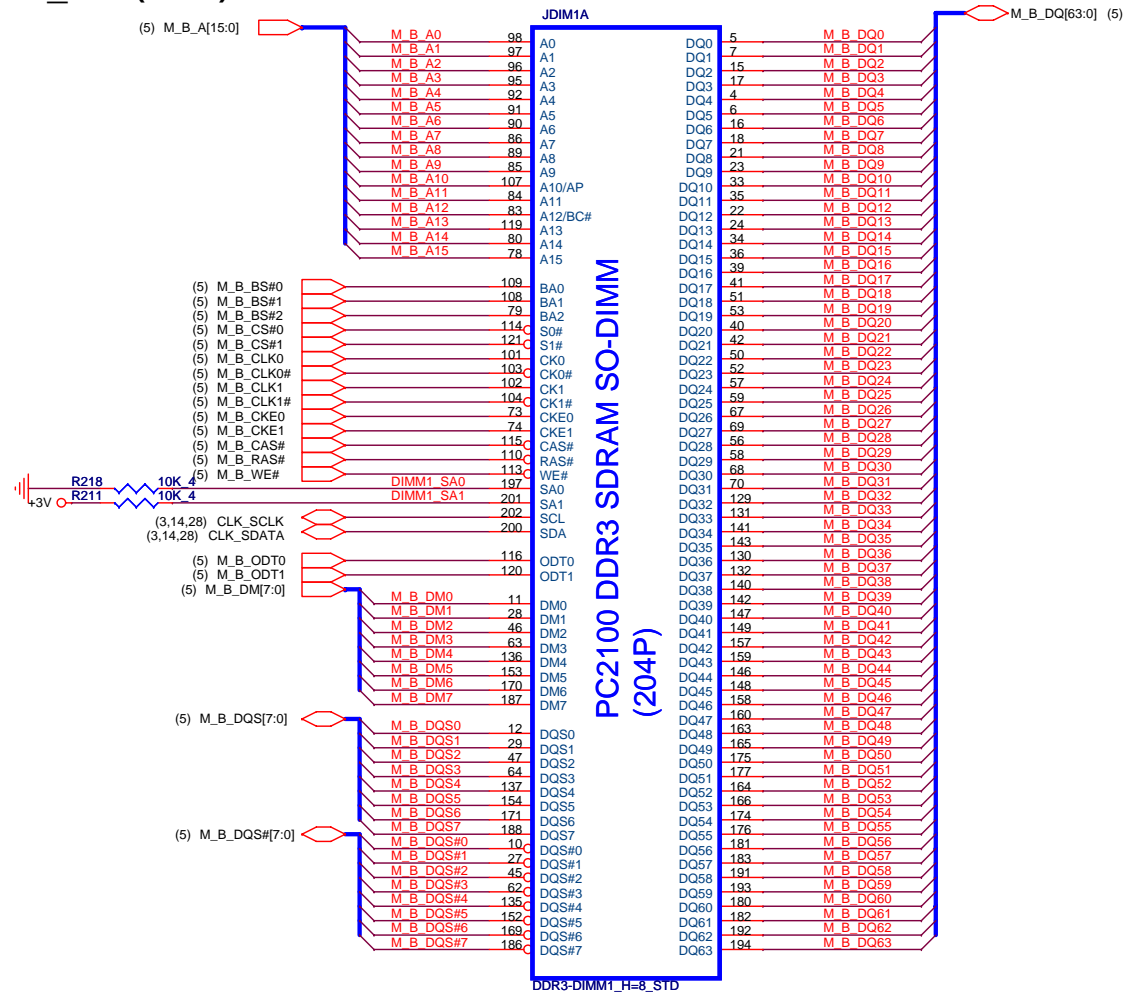 JDIM1A
(5) M_B_A[15:0]
M_B_DQ[63:0] (5)
M_B_A0 98 A0 DQ0 5 M_B_DQ0
M_B_A1 97 A1 DQ1 7 M_B_DQ1
M_B_A2 96 A2 DQ2 15 M_B_DQ2
M_B_A3 95 A3 DQ3 17 M_B_DQ3
M_B_A4 92 A4 DQ4 4 M_B_DQ4
M_B_A5 91 A5 DQ5 6 M_B_DQ5
M_B_A6 90 A6 DQ6 16 M_B_DQ6
M_B_A7 86 A7 DQ7 18 M_B_DQ7
M_B_A8 89 A8 DQ8 21 M_B_DQ8
M_B_A9 85 A9 DQ9 23 M_B_DQ9
M_B_A10 107 A10/AP DQ10 33 M_B_DQ10
M_B_A11 84 A11 DQ11 35 M_B_DQ11
M_B_A12 83 A12/BC# DQ12 22 M_B_DQ12
M_B_A13 119 A13 DQ13 24 M_B_DQ13
M_B_A14 80 A14 DQ14 34 M_B_DQ14
M_B_A15 78 A15 DQ15 36 M_B_DQ15
DQ16 39 M_B_DQ16
(5) M_B_BS#0 109 BA0 DQ17 41 M_B_DQ17
(5) M_B_BS#1 108 BA1 DQ18 51 M_B_DQ18
(5) M_B_BS#2 79 BA2 DQ19 53 M_B_DQ19
(5) M_B_CS#0 114 S0# DQ20 40 M_B_DQ20
(5) M_B_CS#1 121 S1# DQ21 42 M_B_DQ21
(5) M_B_CLK0 101 CK0 DQ22 50 M_B_DQ22
(5) M_B_CLK0# 103 CK0# DQ23 52 M_B_DQ23
(5) M_B_CLK1 102 CK1 DQ24 57 M_B_DQ24
(5) M_B_CLK1# 104 CK1# DQ25 59 M_B_DQ25
(5) M_B_CKE0 73 CKE0 DQ26 67 M_B_DQ26
(5) M_B_CKE1 74 CKE1 DQ27 69 M_B_DQ27
(5) M_B_CAS# 115 CAS# DQ28 56 M_B_DQ28
(5) M_B_RAS# 110 RAS# DQ29 58 M_B_DQ29
(5) M_B_WE# 113 WE# DQ30 68 M_B_DQ30
R218 10K_4 DIMM1_SA0 197 SA0 DQ31 70 M_B_DQ31
+3V R211 10K_4 DIMM1_SA1 201 SA1 DQ32 129 M_B_DQ32
(3,14,28) CLK_SCLK 202 SCL DQ33 131 M_B_DQ33
(3,14,28) CLK_SDATA 200 SDA DQ34 141 M_B_DQ34
DQ35 143 M_B_DQ35
(5) M_B_ODT0 116 ODT0 DQ36 130 M_B_DQ36
(5) M_B_ODT1 120 ODT1 DQ37 132 M_B_DQ37
(5) M_B_DM[7:0] DQ38 140 M_B_DQ38
M_B_DM0 11 DM0 DQ39 142 M_B_DQ39
M_B_DM1 28 DM1 DQ40 147 M_B_DQ40
M_B_DM2 46 DM2 DQ41 149 M_B_DQ41
M_B_DM3 63 DM3 DQ42 157 M_B_DQ42
M_B_DM4 136 DM4 DQ43 159 M_B_DQ43
M_B_DM5 153 DM5 DQ44 146 M_B_DQ44
M_B_DM6 170 DM6 DQ45 148 M_B_DQ45
M_B_DM7 187 DM7 DQ46 158 M_B_DQ46
(5) M_B_DQS[7:0] DQ47 160 M_B_DQ47
M_B_DQS0 12 DQS0 DQ48 163 M_B_DQ48
M_B_DQS1 29 DQS1 DQ49 165 M_B_DQ49
M_B_DQS2 47 DQS2 DQ50 175 M_B_DQ50
M_B_DQS3 64 DQS3 DQ51 177 M_B_DQ51
M_B_DQS4 137 DQS4 DQ52 164 M_B_DQ52
M_B_DQS5 154 DQS5 DQ53 166 M_B_DQ53
M_B_DQS6 171 DQS6 DQ54 174 M_B_DQ54
M_B_DQS7 188 DQS7 DQ55 176 M_B_DQ55
(5) M_B_DQS#[7:0]
M_B_DQS#0 10 DQS#0 DQ56 181 M_B_DQ56
M_B_DQS#1 27 DQS#1 DQ57 183 M_B_DQ57
M_B_DQS#2 45 DQS#2 DQ58 191 M_B_DQ58
M_B_DQS#3 62 DQS#3 DQ59 193 M_B_DQ59
M_B_DQS#4 135 DQS#4 DQ60 180 M_B_DQ60
M_B_DQS#5 152 DQS#5 DQ61 182 M_B_DQ61
M_B_DQS#6 169 DQS#6 DQ62 192 M_B_DQ62
M_B_DQS#7 186 DQS#7 DQ63 194 M_B_DQ63
PC2100 DDR3 SDRAM SO-DIMM
(204P)
DDR3-DIMM1_H=8_STD